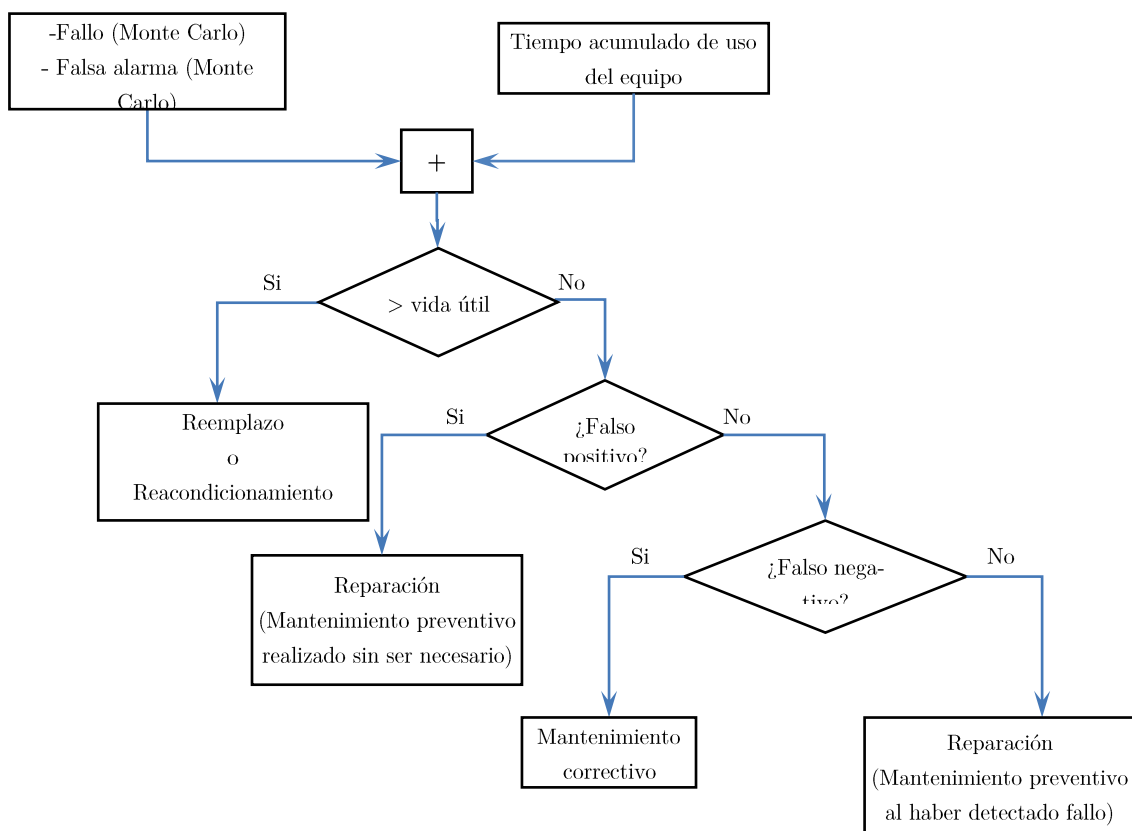 -Fallo (Monte Carlo)
- Falsa alarma (Monte
Carlo)
Tiempo acumulado de uso
del equipo
+
Si
> vida útil
No
Reemplazo
o
Reacondicionamiento
Si
¿Falso
positivo?
No
Reparación
(Mantenimiento preventivo
realizado sin ser necesario)
Si
¿Falso nega-
tivo?
No
Mantenimiento
correctivo
Reparación
(Mantenimiento preventivo
al haber detectado fallo)